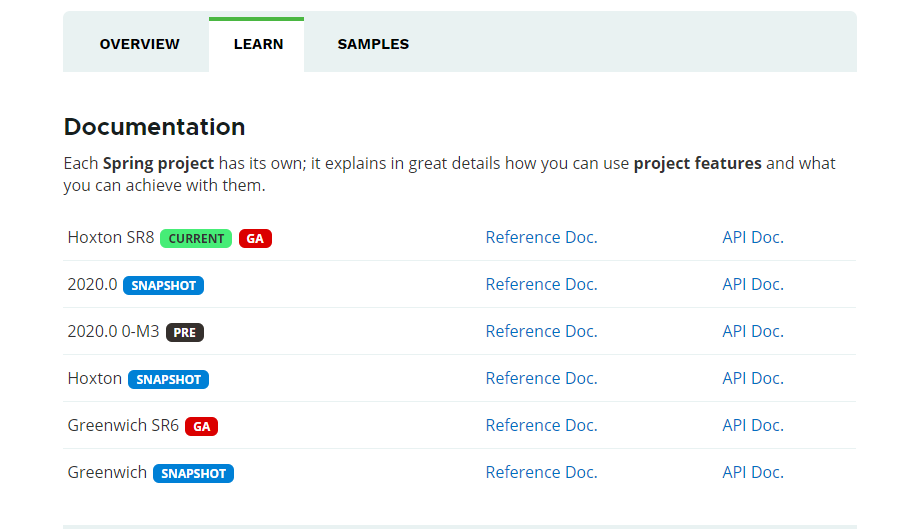 OVERVIEW LEARN SAMPLES
Documentation
Each Spring project has its own; it explains in great details how you can use project features and what
you can achieve with them.
Hoxton SR8 CURRENT GA Reference Doc. API Doc.
2020.0 SNAPSHOT Reference Doc. API Doc.
2020.0 0-M3 PRE Reference Doc. API Doc.
Hoxton SNAPSHOT Reference Doc. API Doc.
Greenwich SR6 GA Reference Doc. API Doc.
Greenwich SNAPSHOT Reference Doc. API Doc.